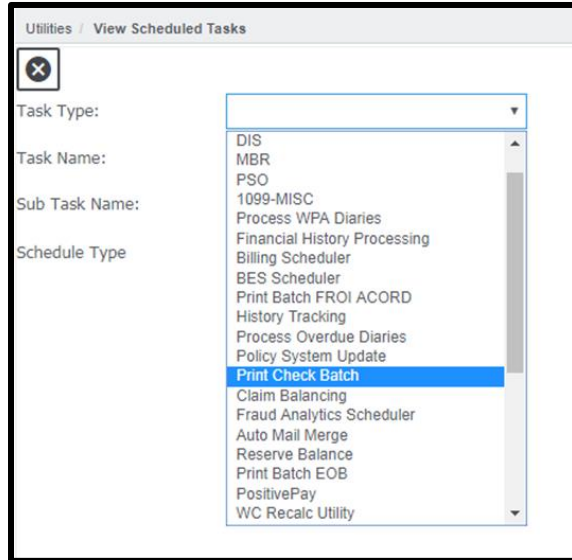 Utilities / View Scheduled Tasks
Task Type:
Task Name:
Sub Task Name:
Schedule Type
DIS
MBR
PSO
1099-MISC
Process WPA Diaries
Financial History Processing
Billing Scheduler
BES Scheduler
Print Batch FROI ACORD
History Tracking
Process Overdue Diaries
Policy System Update
Print Check Batch
Claim Balancing
Fraud Analytics Scheduler
Auto Mail Merge
Reserve Balance
Print Batch EOB
PositivePay
WC Recalc Utility